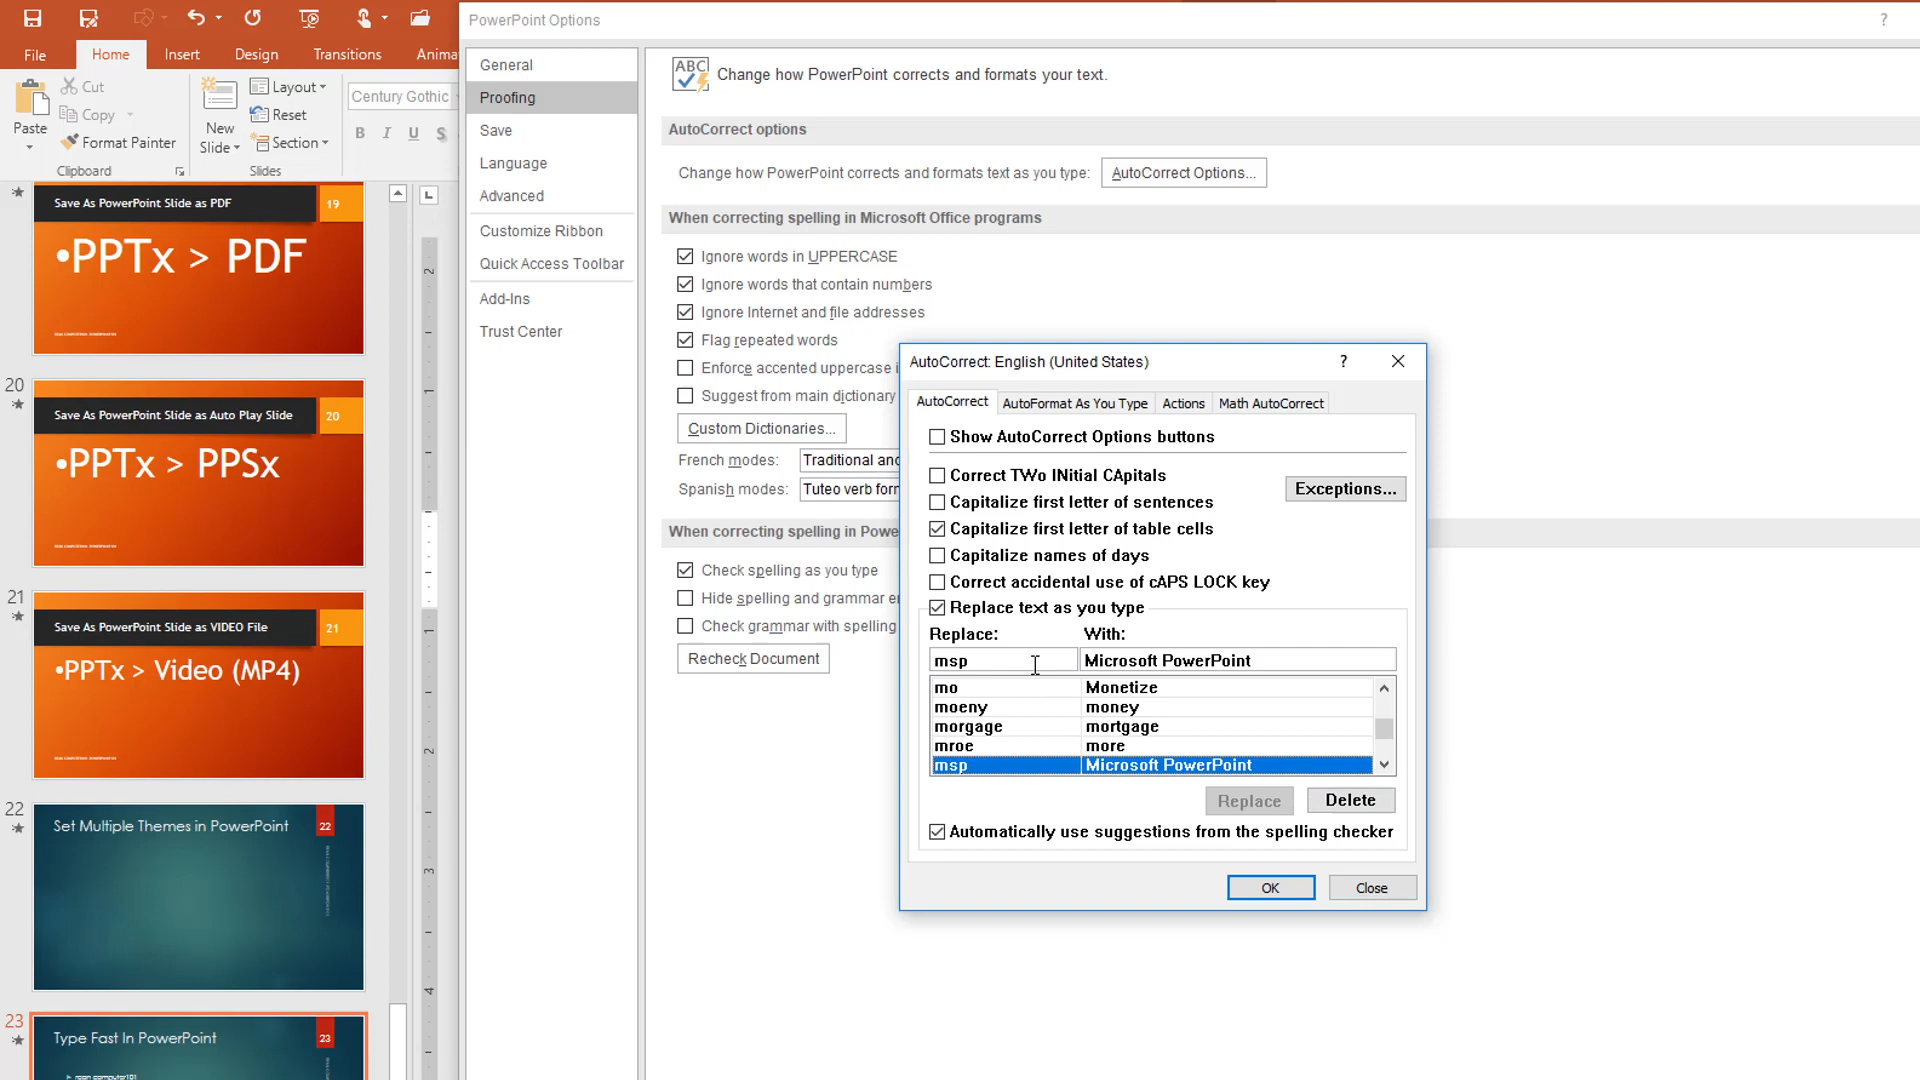 PowerPoint Options
?
File
Home
Insert
Design
Transitions
Anima
Paste
Cut
Copy
Format Painter
Clipboard
New
Slide
Layout
Reset
Section
Slides
Century Gothic
B I U S
19
Save As PowerPoint Slide as PDF
•PPTx > PDF
20
Save As PowerPoint Slide as Auto Play Slide
20
•PPTx > PPSx
21
Save As PowerPoint Slide as VIDEO File
21
•PPTx > Video (MP4)
22
Set Multiple Themes in PowerPoint
22
23
Type Fast In PowerPoint
23
L
2
1
1
2
3
4
General
Proofing
Save
Language
Advanced
Customize Ribbon
Quick Access Toolbar
Add-Ins
Trust Center
ABC
Change how PowerPoint corrects and formats your text.
AutoCorrect options
Change how PowerPoint corrects and formats text as you type:
AutoCorrect Options...
When correcting spelling in Microsoft Office programs
Ignore words in UPPERCASE
Ignore words that contain numbers
Ignore Internet and file addresses
Flag repeated words
Enforce accented uppercase i
Suggest from main dictionary
Custom Dictionaries...
French modes:
Traditional and
Spanish modes:
Tuteo verb forn
When correcting spelling in Powe
Check spelling as you type
Hide spelling and grammar er
Check grammar with spelling
Recheck Document
AutoCorrect: English (United States)
?
AutoCorrect
AutoFormat As You Type
Actions
Math AutoCorrect
Show AutoCorrect Options buttons
Correct TWo INitial CApitals
Exceptions...
Capitalize first letter of sentences
Capitalize first letter of table cells
Capitalize names of days
Correct accidental use of cAPS LOCK key
Replace text as you type
Replace:
With:
msp
Microsoft PowerPoint
mo
Monetize
moeny
money
morgage
mortgage
mroe
more
msp
Microsoft PowerPoint
Replace
Delete
Automatically use suggestions from the spelling checker
OK
Close